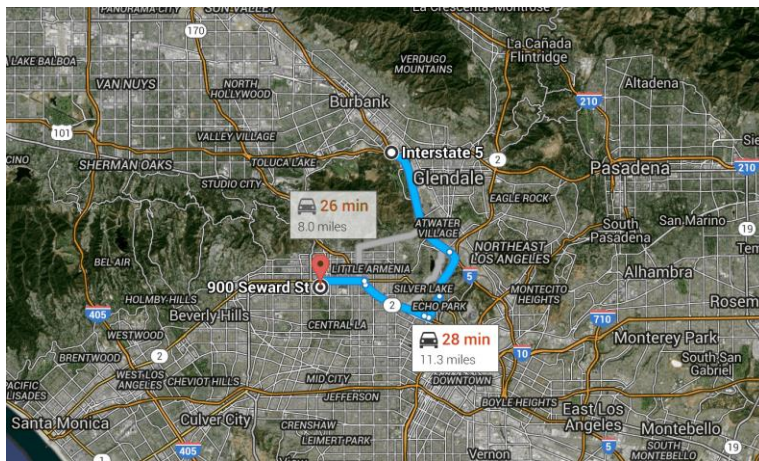 PANORAMA CITY
SUN VALLEY
La Crescenta-Montrose
170
LAKE BALBOA
VERDUGO
MOUNTAINS
La Cañada
Flintridge
VAN NUYS
NORTH
HOLLYWOOD
Burbank
210
Altadena
101
VALLEY VILLAGE
Interstate 5
2
SHERMAN OAKS
TOLUCA LAKE
Glendale
Pasadena
210
STUDIO CITY
EAGLE ROCK
26 min
8.0 miles
ATWATER
VILLAGE
South
Pasadena
San Marino
19
NORTHEAST
LOS ANGELES
BEL AIR
LITTLE ARMENIA
5
Alhambra
900 Seward St
SILVER LAKE
MONTECITO
HEIGHTS
HOLMBY-HILLS
2
ECHO PARK
Rosem
405
Beverly Hills
CENTRAL LA
710
28 min
11.3 miles
WESTWOOD
Monterey Park
2
10
BRENTWOOD
WEST LOS
ANGELES
CHEVIOT HILLS
MID CITY
DOWNTOWN
South San
Gabriel
PACIFIC
PALISADES
JEFFERSON
BOYLE HEIGHTS
19
Santa Monica
Culver City
CRENSHAW
East Los
Angeles
Montebello
LEIMERT PARK
1
405
Vernon
5
SOUTH
MONTEBELLO